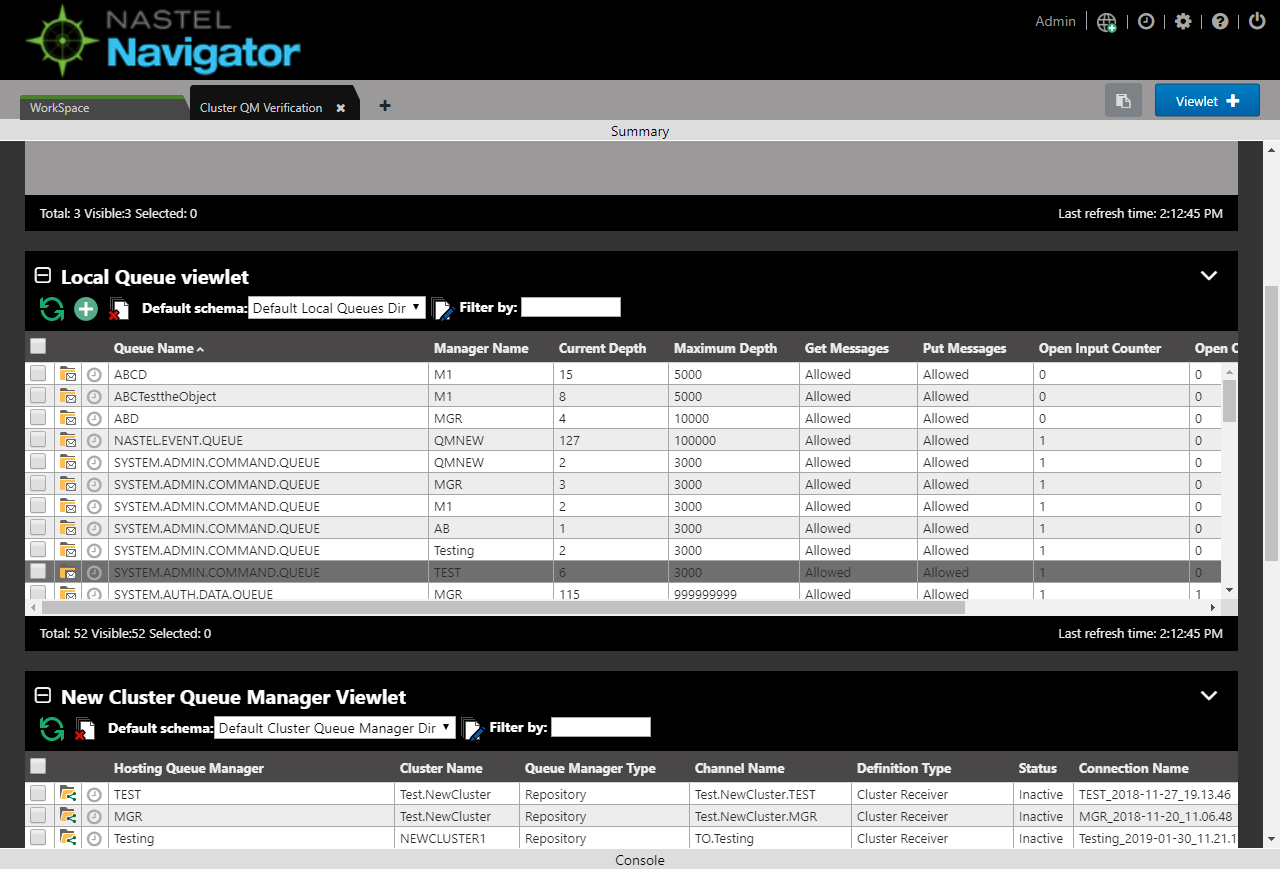 NASTEL
Navigator
Admin
WorkSpace
Cluster QM Verification
Viewlet
Summary
Total: 3 Visible:3 Selected: 0 Last refresh time: 2:12:45 PM
Local Queue viewlet
Default schema: Default Local Queues Dir Filter by:
Queue Name Manager Name Current Depth Maximum Depth Get Messages Put Messages Open Input Counter Open
ABCD M1 15 5000 Allowed Allowed 0 0
ABCTesttheObject M1 8 5000 Allowed Allowed 0 0
ABD MGR 4 10000 Allowed Allowed 0 0
NASTEL.EVENT.QUEUE QMNEW 127 100000 Allowed Allowed 1 0
SYSTEM.ADMIN.COMMAND.QUEUE QMNEW 2 3000 Allowed Allowed 1 0
SYSTEM.ADMIN.COMMAND.QUEUE MGR 3 3000 Allowed Allowed 1 0
SYSTEM.ADMIN.COMMAND.QUEUE M1 2 3000 Allowed Allowed 1 0
SYSTEM.ADMIN.COMMAND.QUEUE AB 1 3000 Allowed Allowed 1 0
SYSTEM.ADMIN.COMMAND.QUEUE Testing 2 3000 Allowed Allowed 1 0
SYSTEM.ADMIN.COMMAND.QUEUE TEST 6 3000 Allowed Allowed 1 0
SYSTEM.AUTH.DATA.QUEUE MGR 115 999999999 Allowed Allowed 1 1
Total: 52 Visible:52 Selected: 0 Last refresh time: 2:12:45 PM
New Cluster Queue Manager Viewlet
Default schema: Default Cluster Queue Manager Dir Filter by:
Hosting Queue Manager Cluster Name Queue Manager Type Channel Name Definition Type Status Connection Name
TEST Test.NewCluster Repository Test.NewCluster.TEST Cluster Receiver Inactive TEST_2018-11-27_19.13.46
MGR Test.NewCluster Repository Test.NewCluster.MGR Cluster Receiver Inactive MGR_2018-11-20_11.06.48
Testing NEWCLUSTER1 Repository TO.Testing Cluster Receiver Inactive Testing_2019-01-30_11.21.1
Console